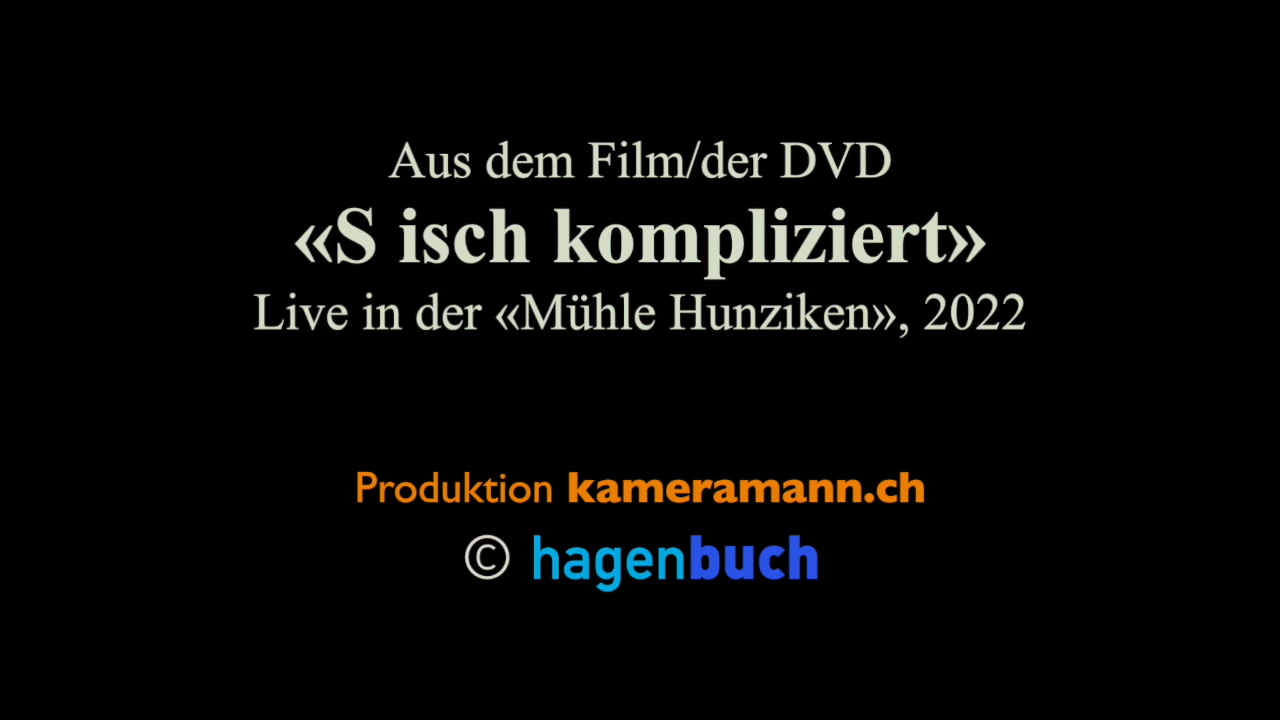 Aus dem Film/der DVD
«S isch kompliziert»
Live in der «Mühle Hunziken», 2022
Produktion kameramann.ch
© hagenbuch